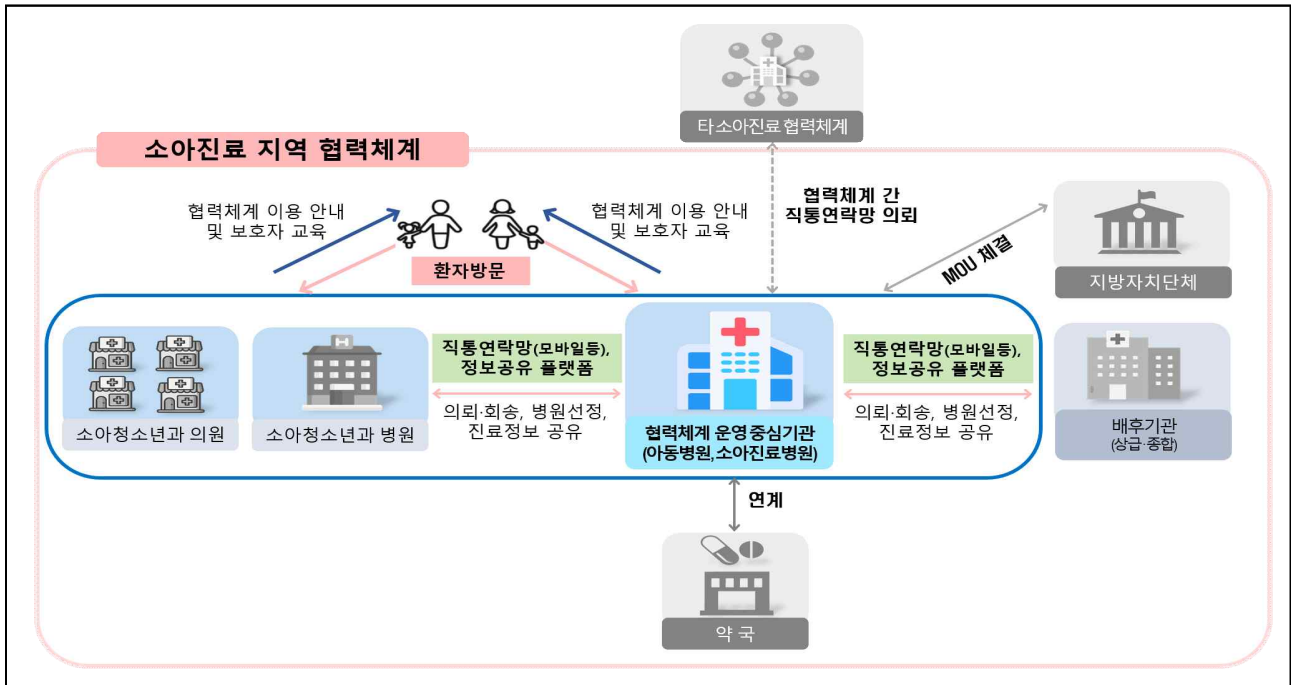 타소아진료 협력체계
소아진료 지역 협력체계
협력체계 간
직통연락망 의뢰
협력체계 이용 안내
및 보호자 교육
협력체계 이용 안내
및 보호자 교육
환자방문
MOU 체결
지방자치단체
H
직통연락망(모바일등),
정보공유 플랫폼
의뢰·회송, 병원선정,
진료정보 공유
직통연락망(모바일등),
정보공유 플랫폼
의뢰·회송, 병원선정,
진료정보 공유
소아청소년과 의원
소아청소년과 병원
협력체계 운영중심기관
(아동병원,소아진료병원)
배후기관
(상급·종합)
연계
약 국